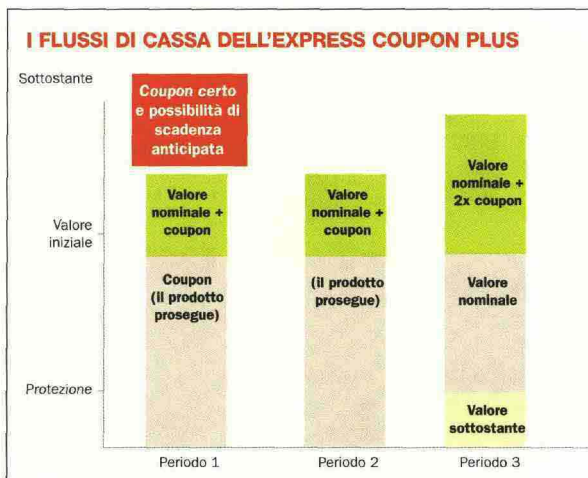 I FLUSSI DI CASSA DELL'EXPRESS COUPON PLUS
Sottostante
Coupon certo
e possibilità di
scadenza
anticipata
Valore
nominale +
coupon
Valore
nominale +
coupon
Valore
nominale +
2x coupon
Valore
iniziale
Coupon
(il prodotto
prosegue)
(il prodotto
prosegue)
Valore
nominale
Protezione
Valore
sottostante
Periodo 1
Periodo 2
Periodo 3